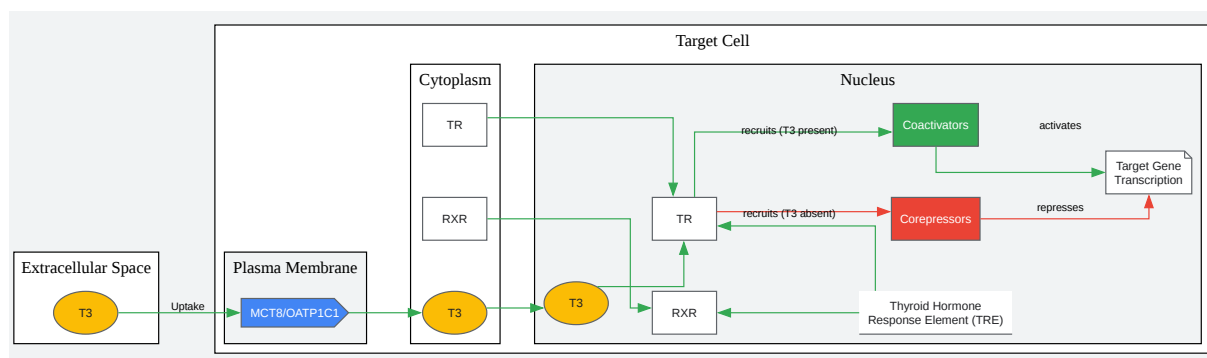 Target Cell
Cytoplasm
Nucleus
TR
recruits (T3 present)
Coactivators
activates
Target Gene
Transcription
RXR
TR
recruits (T3 absent)
Corepressors
represses
Extracellular Space
Plasma Membrane
T3
Uptake
MCT8/OATP1C1
T3
T3
RXR
Thyroid Hormone
Response Element (TRE)